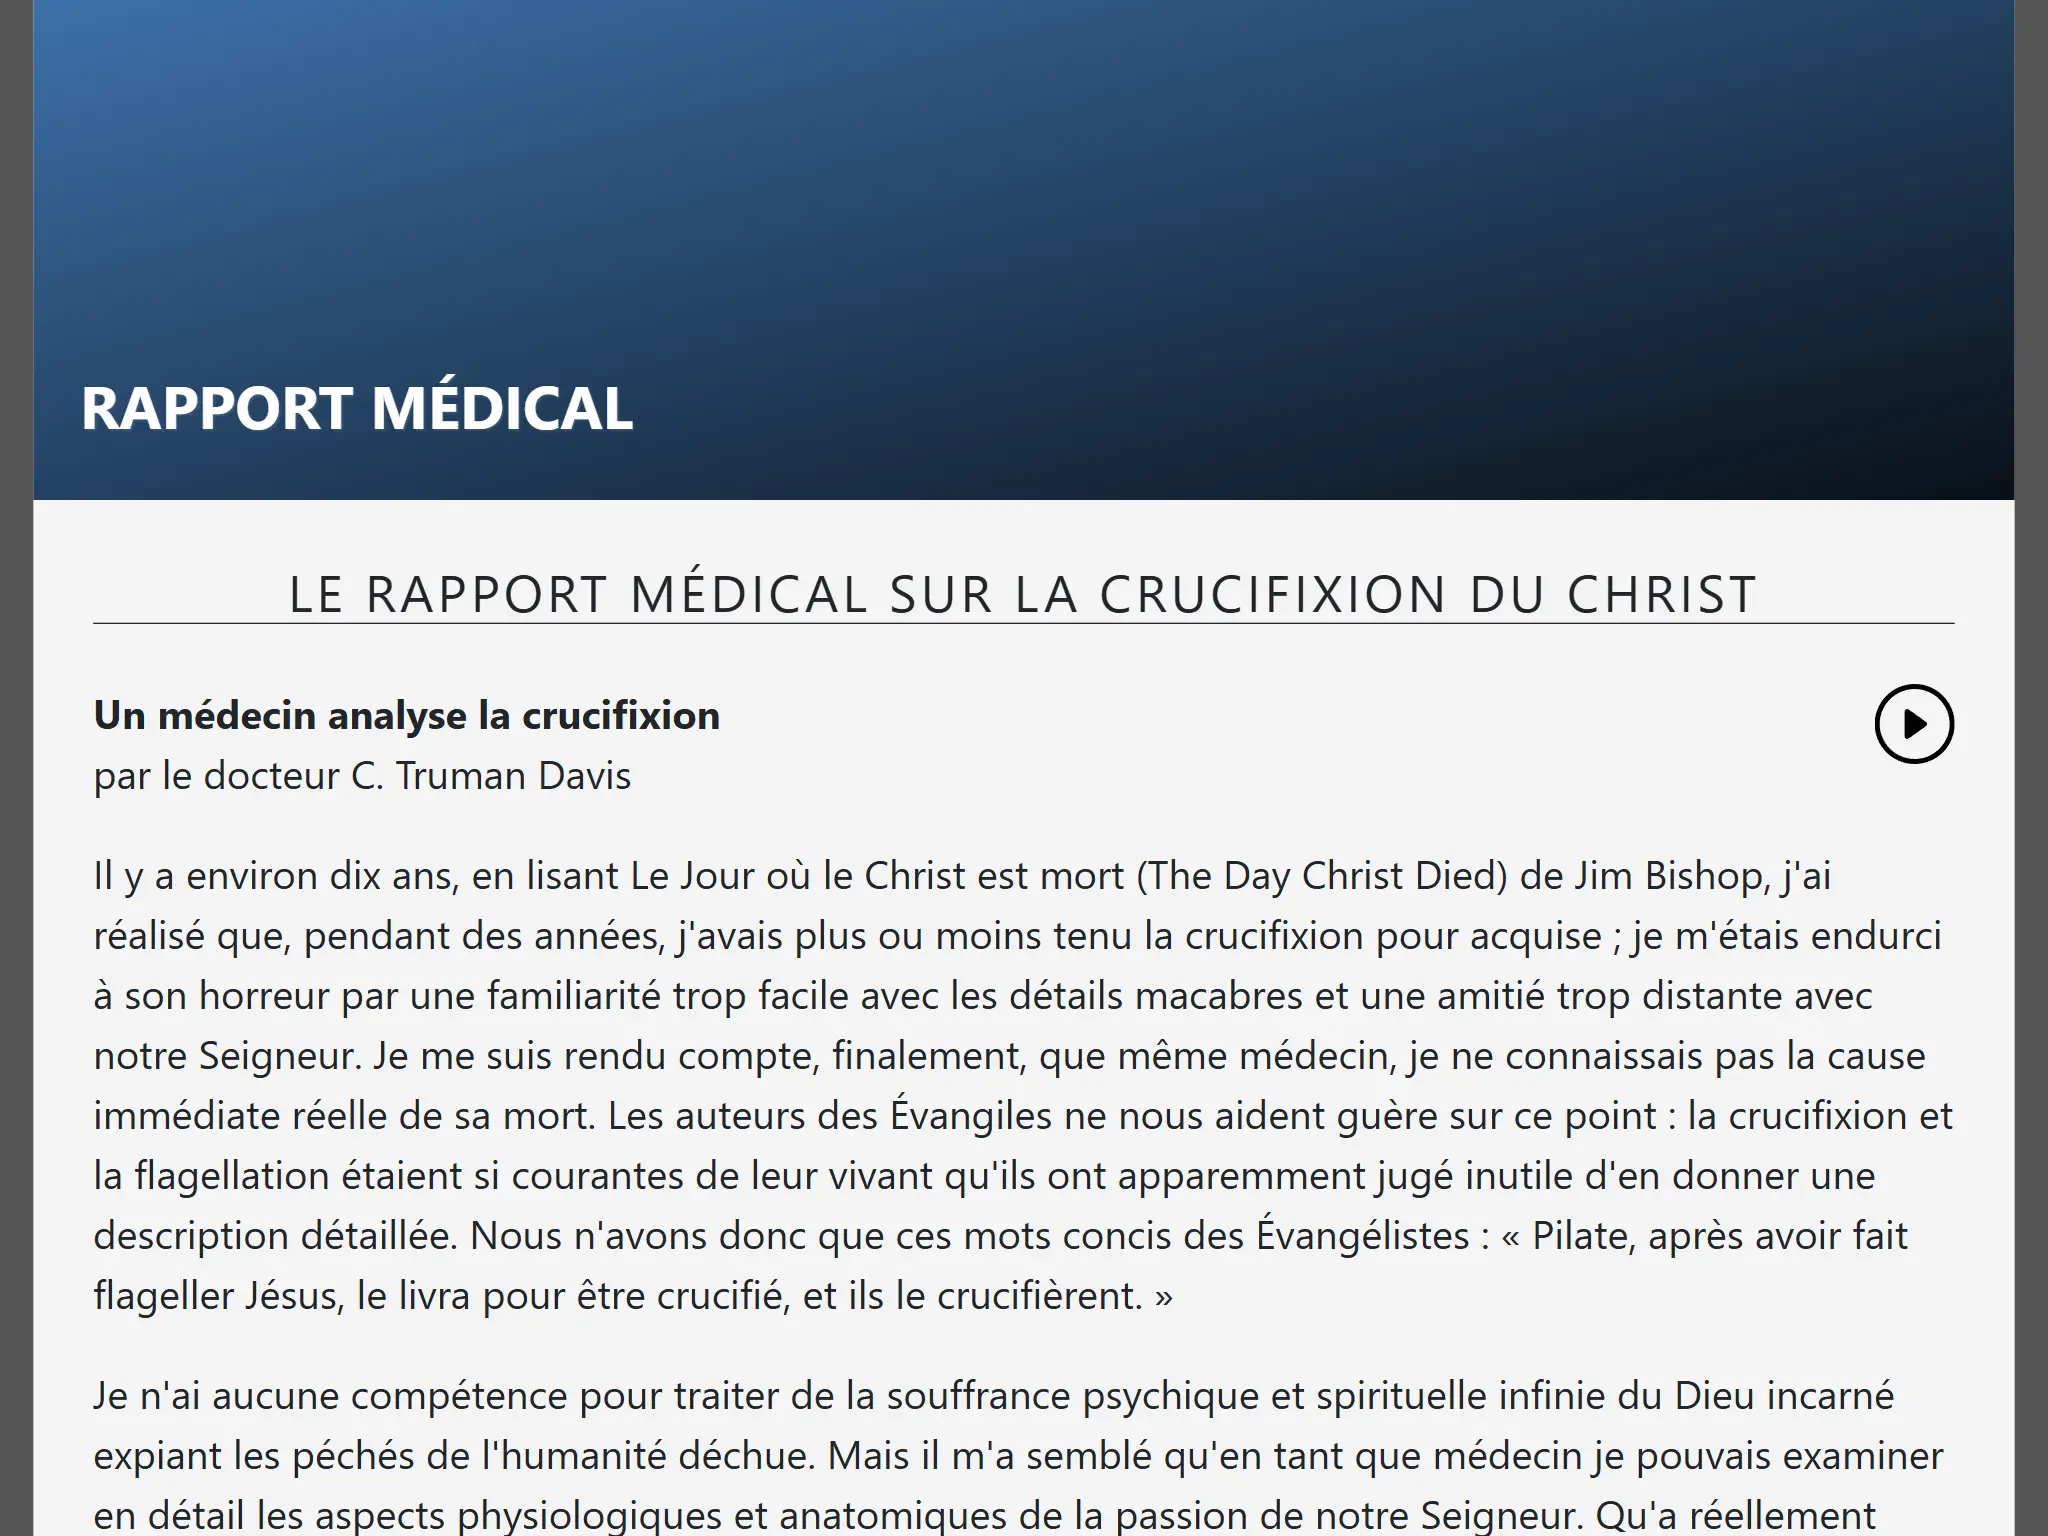 RAPPORT MÉDICAL
LE RAPPORT MÉDICAL SUR LA CRUCIFIXION DU CHRIST
Un médecin analyse la crucifixion
par le docteur C. Truman Davis
Il y a environ dix ans, en lisant Le Jour où le Christ est mort (The Day Christ Died) de Jim Bishop, j'ai
réalisé que, pendant des années, j'avais plus ou moins tenu la crucifixion pour acquise ; je m'étais endurci
à son horreur par une familiarité trop facile avec les détails macabres et une amitié trop distante avec
notre Seigneur. Je me suis rendu compte, finalement, que même médecin, je ne connaissais pas la cause
immédiate réelle de sa mort. Les auteurs des Évangiles ne nous aident guère sur ce point : la crucifixion et
la flagellation étaient si courantes de leur vivant qu'ils ont apparemment jugé inutile d'en donner une
description détaillée. Nous n'avons donc que ces mots concis des Évangélistes : « Pilate, après avoir fait
flageller Jésus, le livra pour être crucifié, et ils le crucifièrent. »
Je n'ai aucune compétence pour traiter de la souffrance psychique et spirituelle infinie du Dieu incarné
expiant les péchés de l'humanité déchue. Mais il m'a semblé qu'en tant que médecin je pouvais examiner
en détail les aspects physiologiques et anatomiques de la passion de notre Seigneur. Qu'a réellement